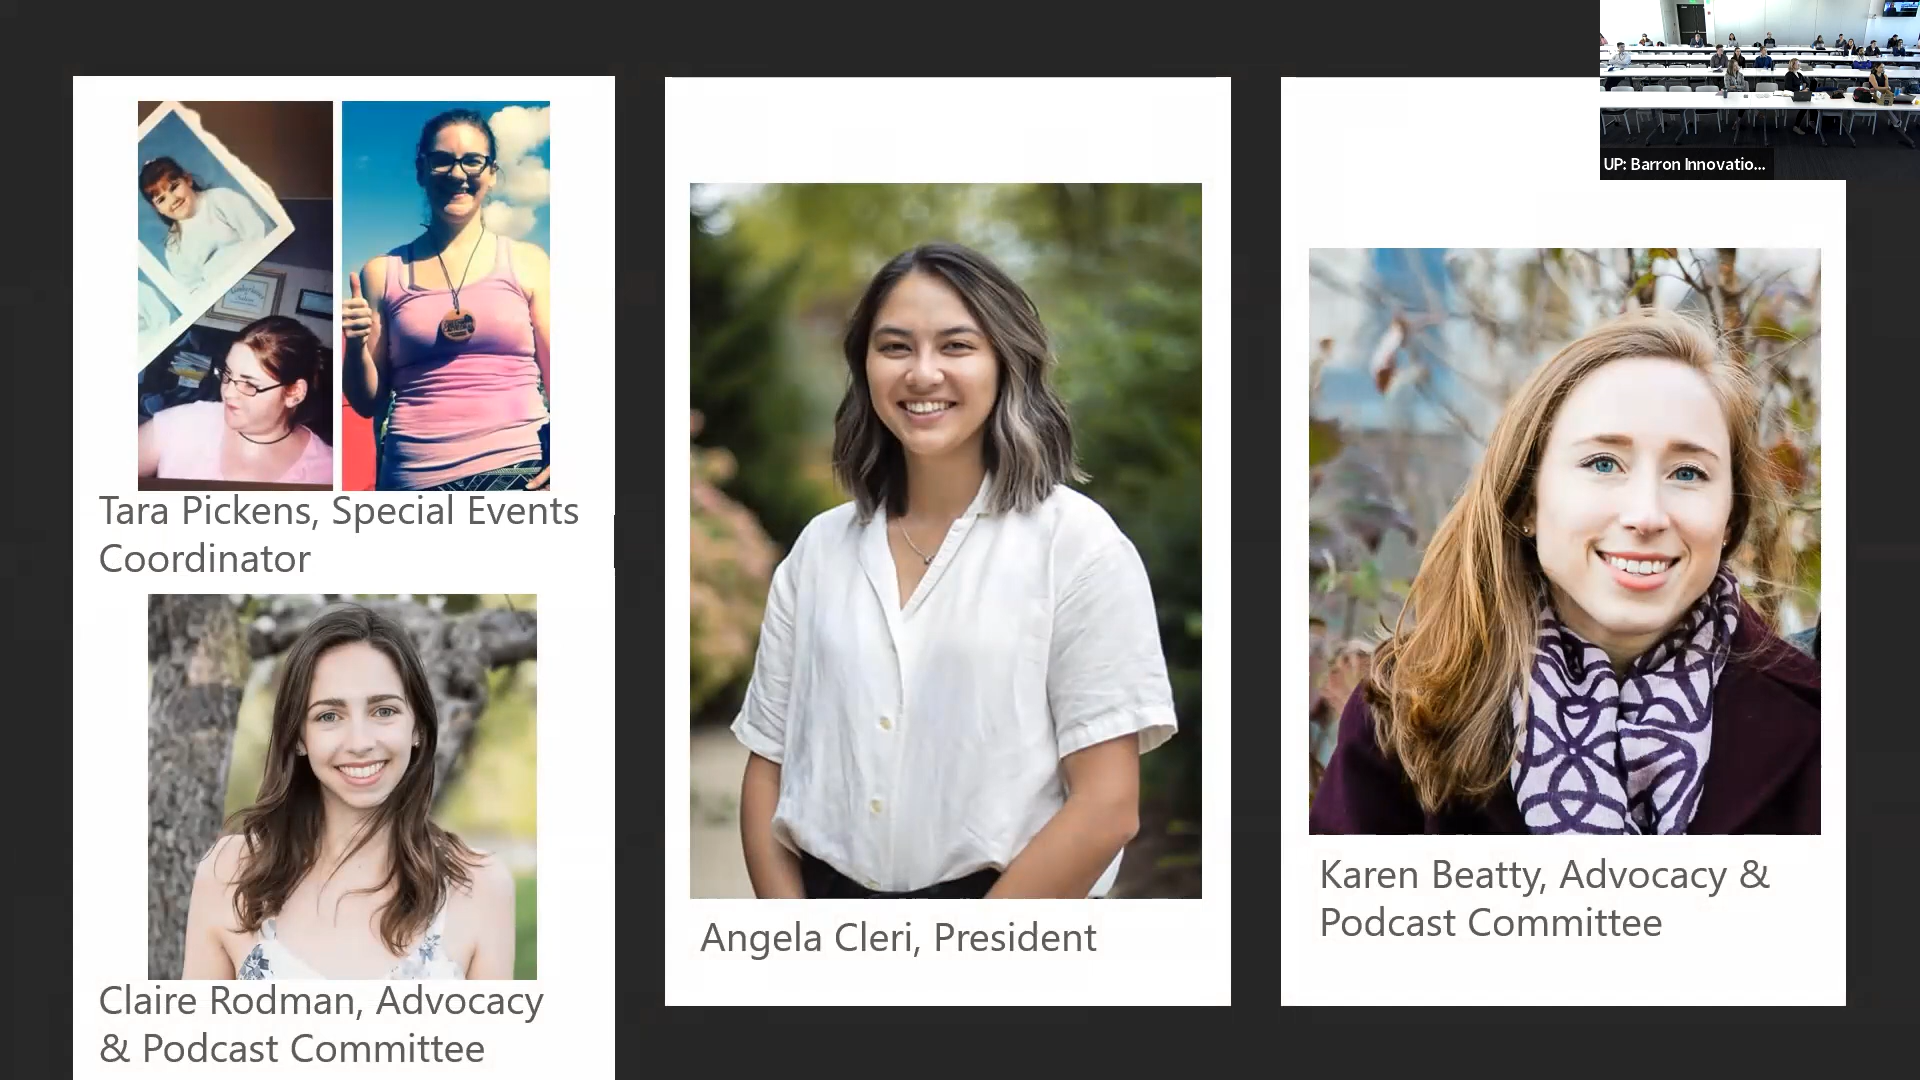 UP: Barron Innovatio...
Tara Pickens, Special Events
Coordinator
Claire Rodman, Advocacy
& Podcast Committee
Angela Cleri, President
Karen Beatty, Advocacy &
Podcast Committee